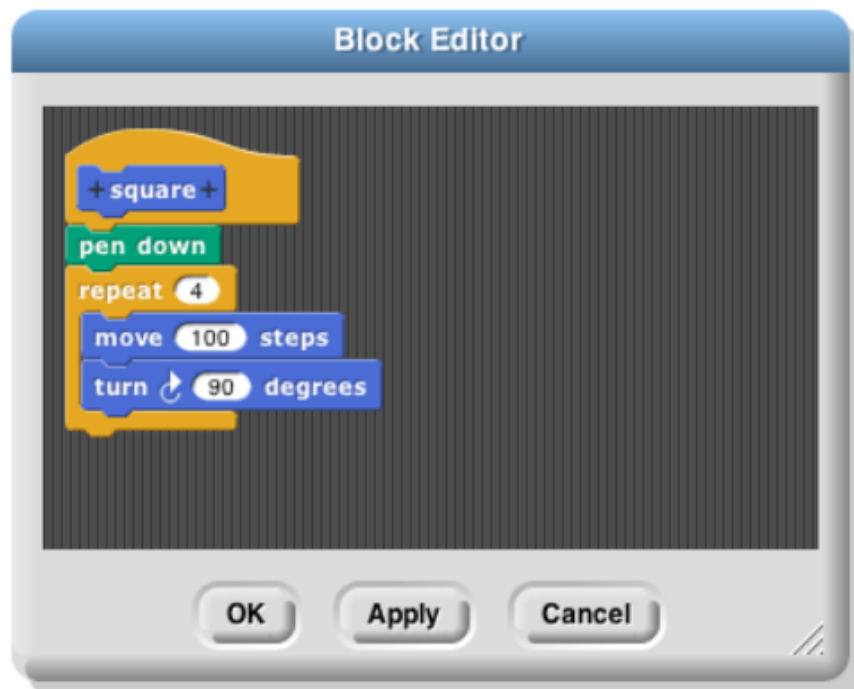 Block Editor
+square+
pen down
repeat 4
move 100 steps
turn 90 degrees
OK Apply Cancel